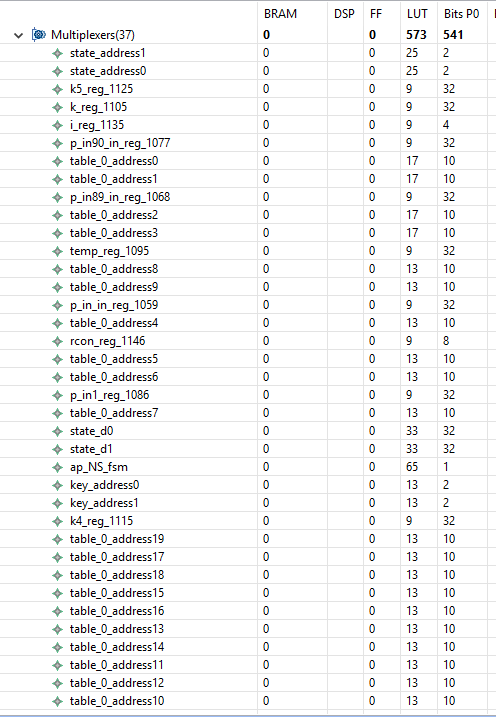 BRAM DSP FF LUT Bits P0
Multiplexers(37) 0 0 573 541
state_address1 0 0 25 2
state_address0 0 0 25 2
k5_reg_1125 0 0 9 32
k_reg_1105 0 0 9 32
i_reg_1135 0 0 9 4
p_in90_in_reg_1077 0 0 9 32
table_0_address0 0 0 17 10
table_0_address1 0 0 17 10
p_in89_in_reg_1068 0 0 9 32
table_0_address2 0 0 17 10
table_0_address3 0 0 17 10
temp_reg_1095 0 0 9 32
table_0_address8 0 0 13 10
table_0_address9 0 0 13 10
p_in_in_reg_1059 0 0 9 32
table_0_address4 0 0 13 10
rcon_reg_1146 0 0 9 8
table_0_address5 0 0 13 10
table_0_address6 0 0 13 10
p_in1_reg_1086 0 0 9 32
table_0_address7 0 0 13 10
state_d0 0 0 33 32
state_d1 0 0 33 32
ap_NS_fsm 0 0 65 1
key_address0 0 0 13 2
key_address1 0 0 13 2
k4_reg_1115 0 0 9 32
table_0_address19 0 0 13 10
table_0_address17 0 0 13 10
table_0_address18 0 0 13 10
table_0_address15 0 0 13 10
table_0_address16 0 0 13 10
table_0_address13 0 0 13 10
table_0_address14 0 0 13 10
table_0_address11 0 0 13 10
table_0_address12 0 0 13 10
table_0_address10 0 0 13 10